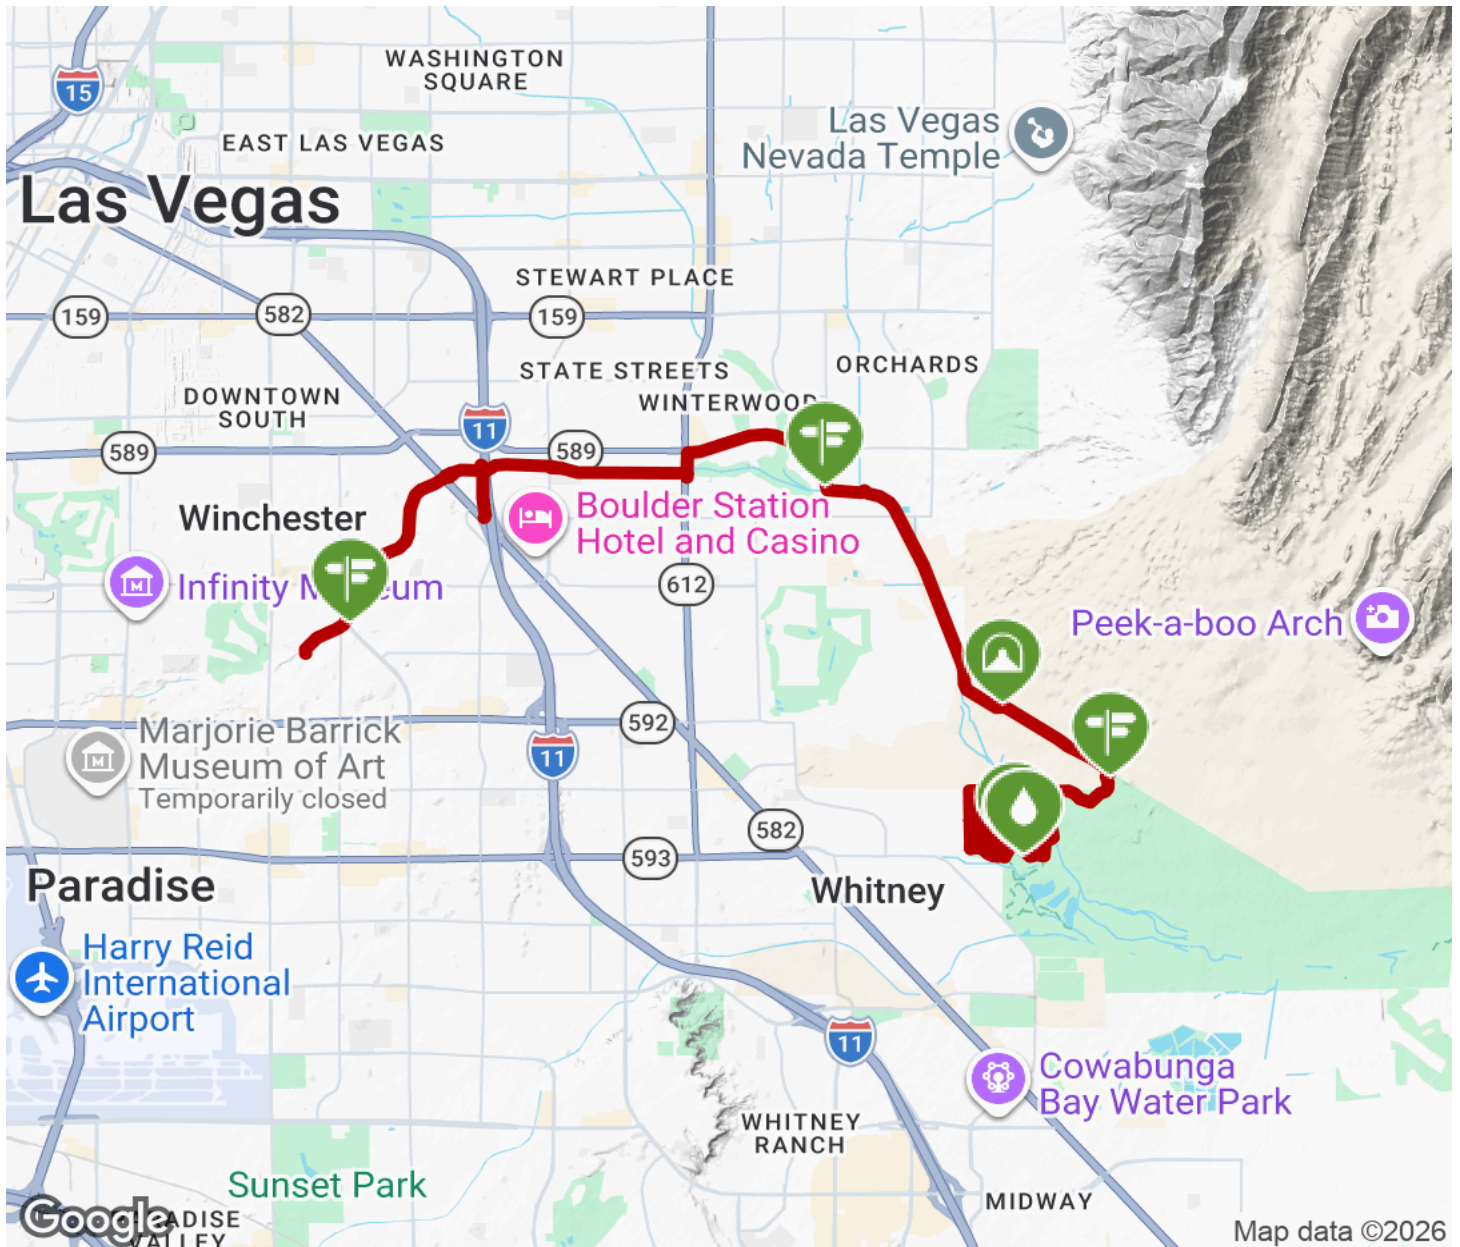 WASHINGTON
SQUARE
15
EAST LAS VEGAS
Las Vegas
Nevada Temple
Las Vegas
STEWART PLACE
159
582
159
STATE STREETS
ORCHARDS
DOWNTOWN
SOUTH
WINTERWOOD
11
589
589
Winchester
Boulder Station
Hotel and Casino
Infinity M eum
612
Peek-a-boo Arch
Marjorie Barrick
Museum of Art
Temporarily closed
592
11
582
593
Paradise
Whitney
Harry Reid
International
Airport
11
Cowabunga
Bay Water Park
WHITNEY
RANCH
Sunset Park
MIDWAY
Google
RADISE
VALLEY
Map data ©2026